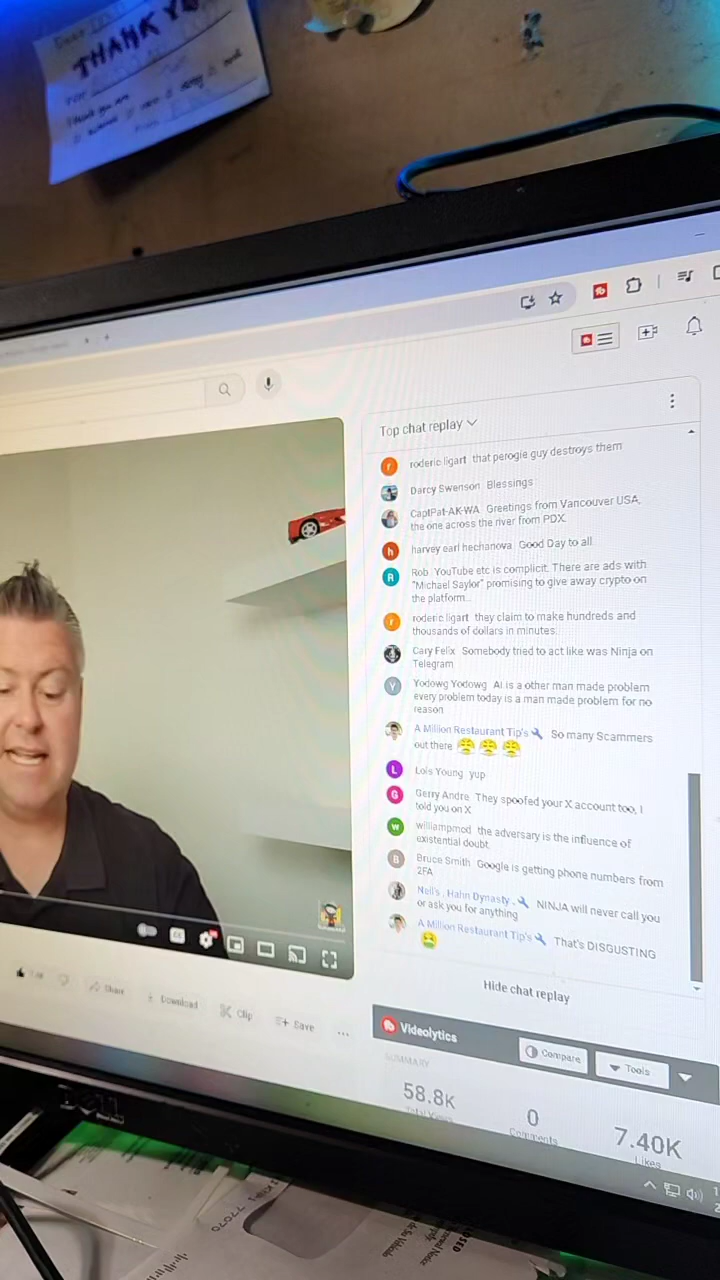 THANK YOU
Top chat replay
roderic ligart that perogie guy destroys them
Darcy Swenson Blessings
CaptPat-AK-WA Greetings from Vancouver USA,
the one across the river from PDX.
harvey earl hechanova Good Day to all
Rob YouTube etc is complicit. There are ads with
"Michael Saylor" promising to give away crypto on
the platform...
roderic ligart they claim to make hundreds and
thousands of dollars in minutes.
Cary Felix Somebody tried to act like was Ninja on
Telegram
Yodowg Yodowg AI is a other man made problem
every problem today is a man made problem for no
reason
A Million Restaurant Tip's So many Scammers
out there
Lois Young yup
Gerry Andre They spoofed your X account too, I
told you on X
williampmod the adversary is the influence of
existential doubt.
Bruce Smith Google is getting phone numbers from
2FA
Neil's . Hahn Dynasty . NINJA will never call you
or ask you for anything
A Million Restaurant Tip's That's DISGUSTING
Hide chat replay
Share
Download
Clip
Save
Videolytics
Compare
Tools
SUMMARY
58.8K
0
7.40K
Total Views
Comments
Likes
DELL
77070